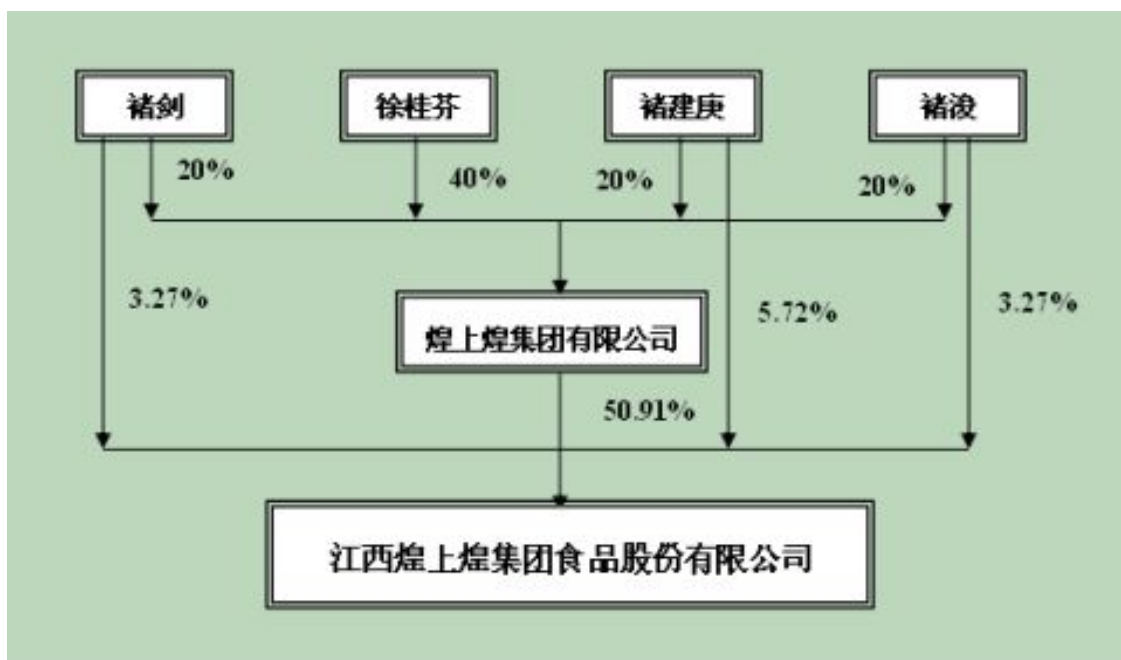 褚剑
徐桂芬
褚建庚
褚浚
20%
40%
20%
20%
3.27%
5.72%
3.27%
煌上煌集团有限公司
50.91%
江西煌上煌集团食品股份有限公司